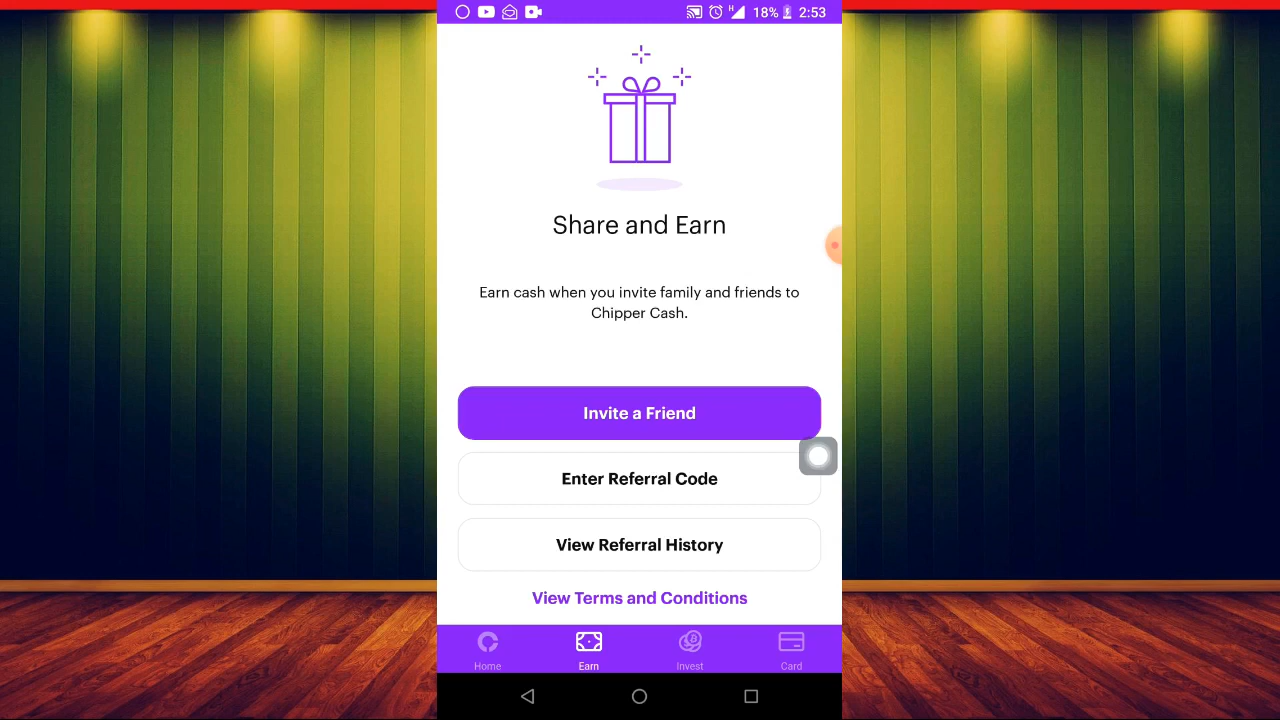 H 18% 2:53
Share and Earn
Earn cash when you invite family and friends to
Chipper Cash.
Invite a Friend
Enter Referral Code
View Referral History
View Terms and Conditions
Home Earn Invest Card